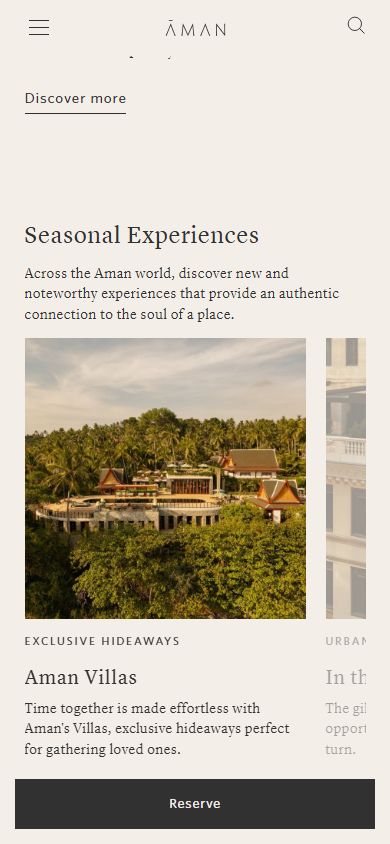 ĀMAN
Discover more
Seasonal Experiences
Across the Aman world, discover new and
noteworthy experiences that provide an authentic
connection to the soul of a place.
EXCLUSIVE HIDEAWAYS
URBAN
Aman Villas
In th
Time together is made effortless with
Aman's Villas, exclusive hideaways perfect
for gathering loved ones.
The gil
opport
turn.
Reserve